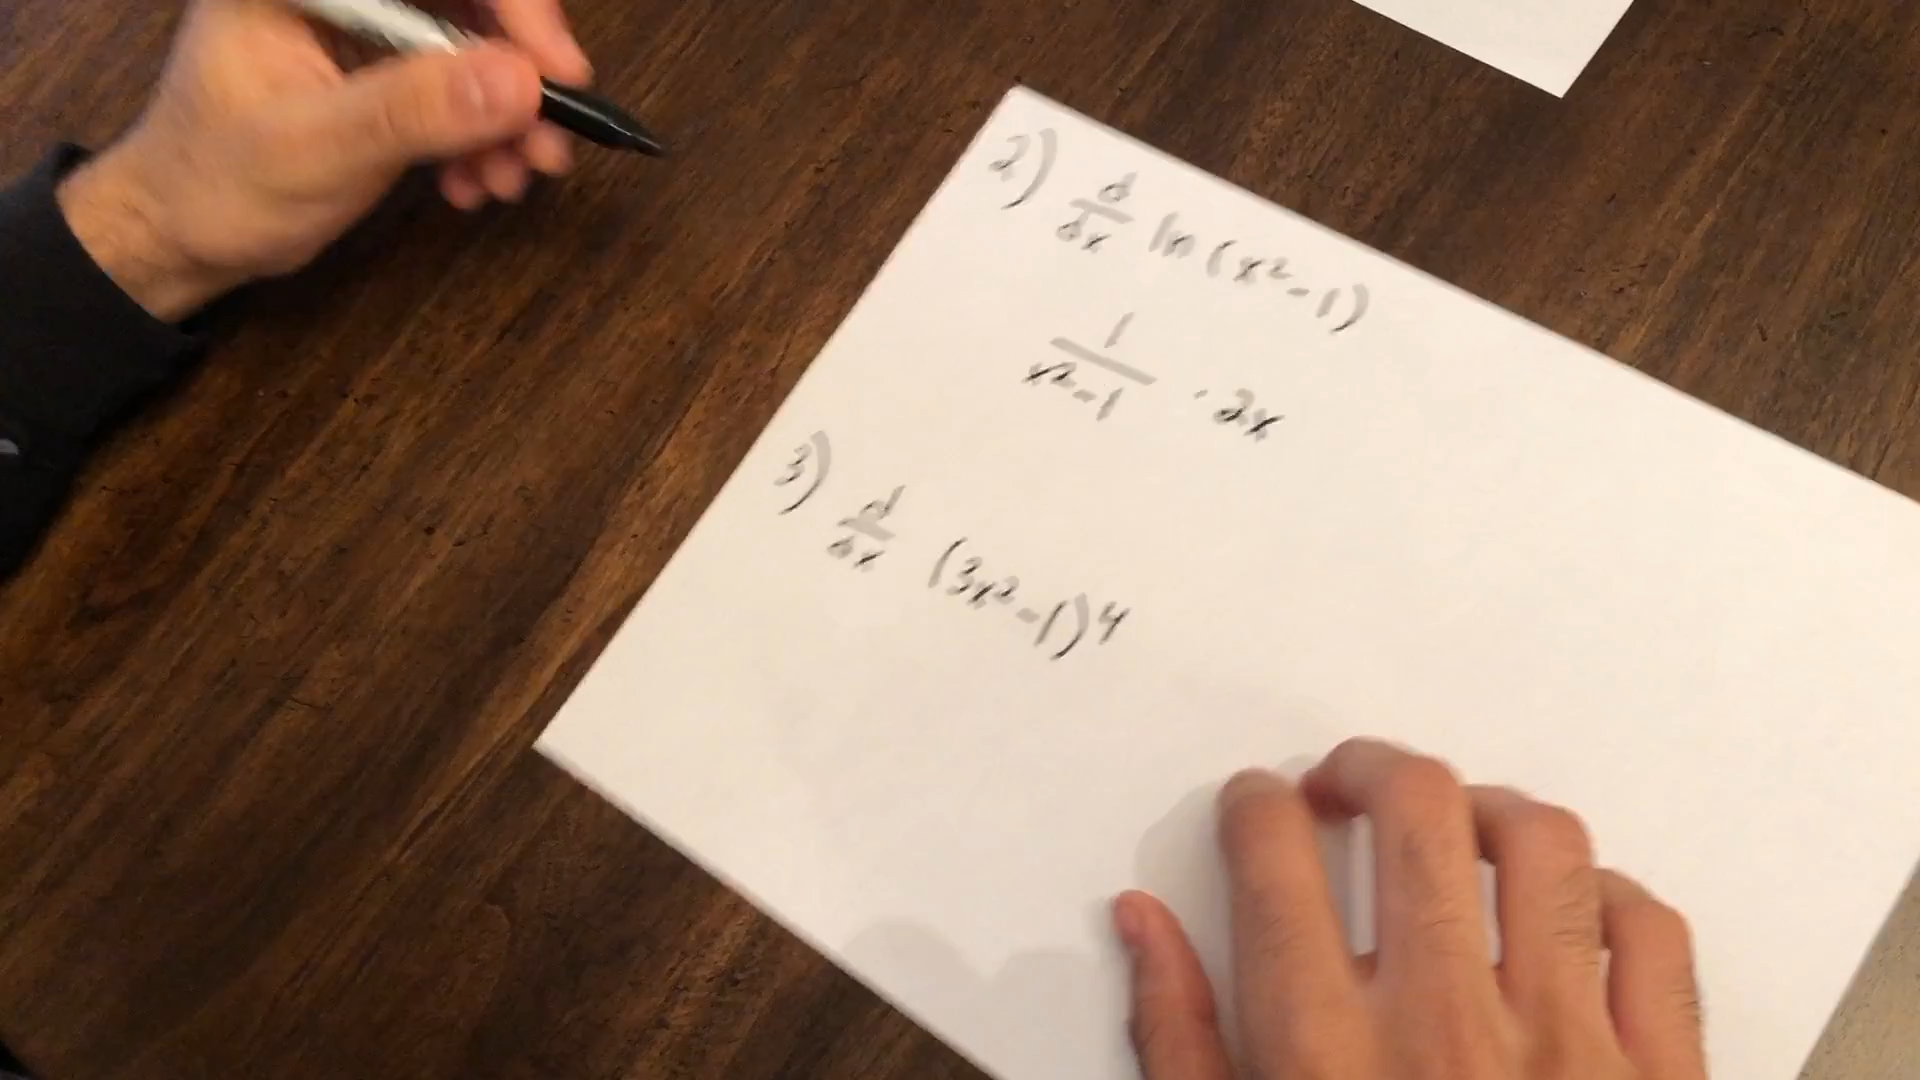 2) d/dx ln(x²-1)
1/(x²-1) · 2x
3) d/dx (3x²-1)⁴